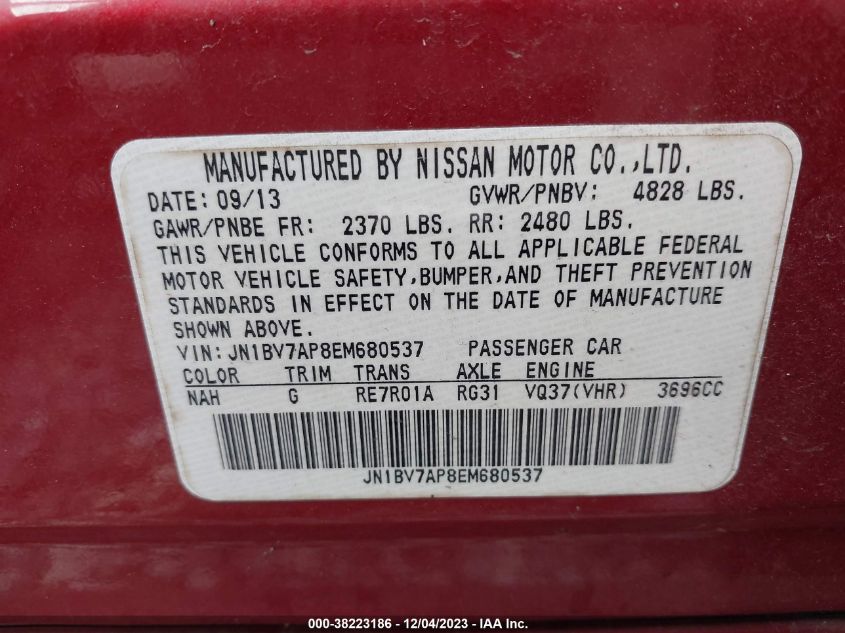 MANUFACTURED BY NISSAN MOTOR CO.,LTD.
DATE: 09/13 GVWR/PNBV: 4828 LBS.
GAWR/PNBE FR: 2370 LBS. RR: 2480 LBS.
THIS VEHICLE CONFORMS TO ALL APPLICABLE FEDERAL
MOTOR VEHICLE SAFETY,BUMPER,AND THEFT PREVENTION
STANDARDS IN EFFECT ON THE DATE OF MANUFACTURE
SHOWN ABOVE.
VIN: JN1BV7AP8EM680537 PASSENGER CAR
COLOR TRIM TRANS AXLE ENGINE
NAH G RE7R01A RG31 VQ37(VHR) 3696CC
JN1BV7AP8EM680537
000-38223186 - 12/04/2023 - IAA Inc.